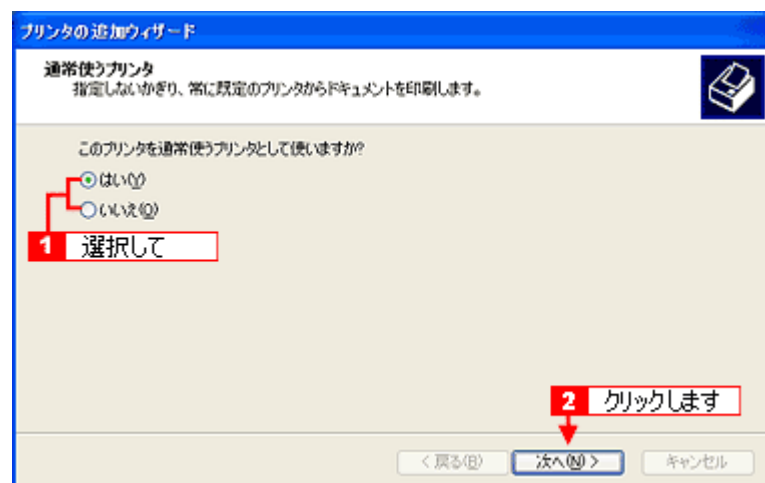 プリンタの追加ウィザード
通常使うプリンタ
指定しないかぎり、常に既定のプリンタからドキュメントを印刷します。
このプリンタを通常使うプリンタとして使いますか?
はい(Y)
いいえ(O)
1 選択して
2 クリックします
< 戻る(B) 次へ(N) > キャンセル